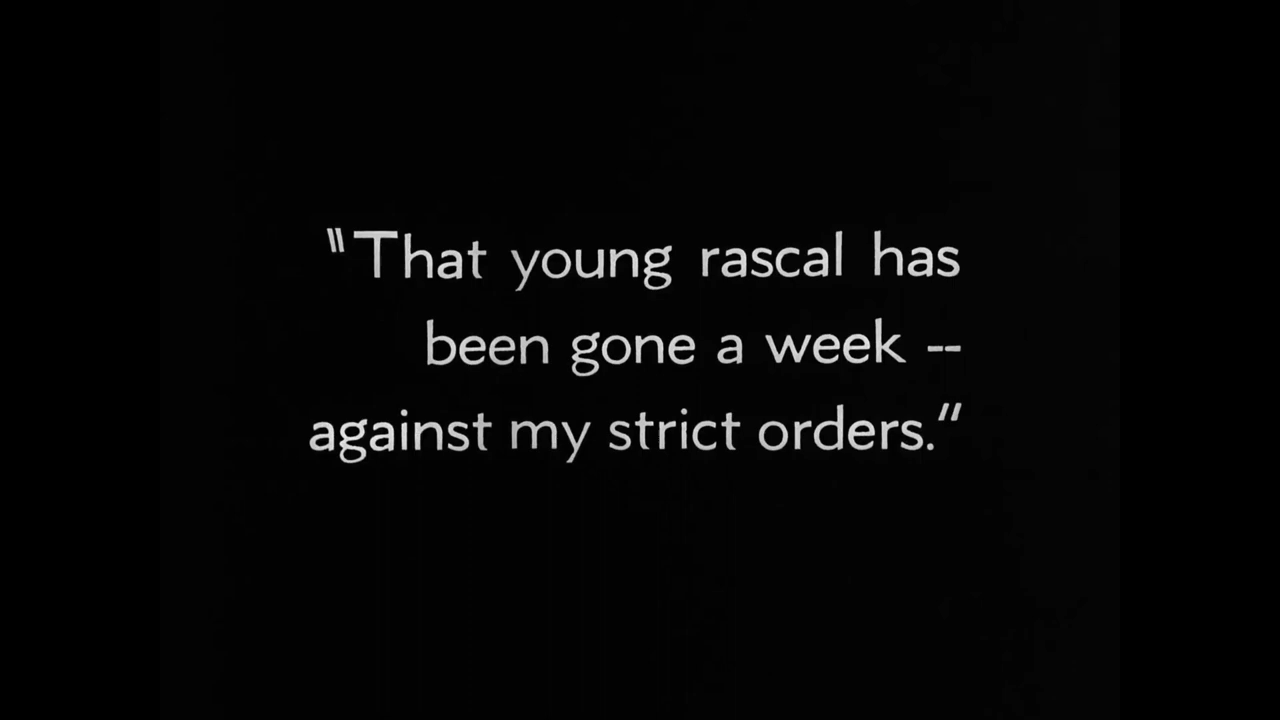 "That young rascal has
been gone a week --
against my strict orders."